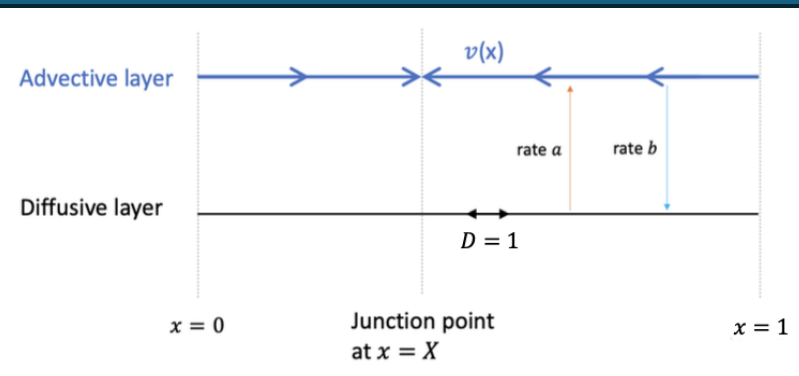 v(x)
Advective layer
rate a
rate b
Diffusive layer
D = 1
x = 0
Junction point
at x = X
x = 1